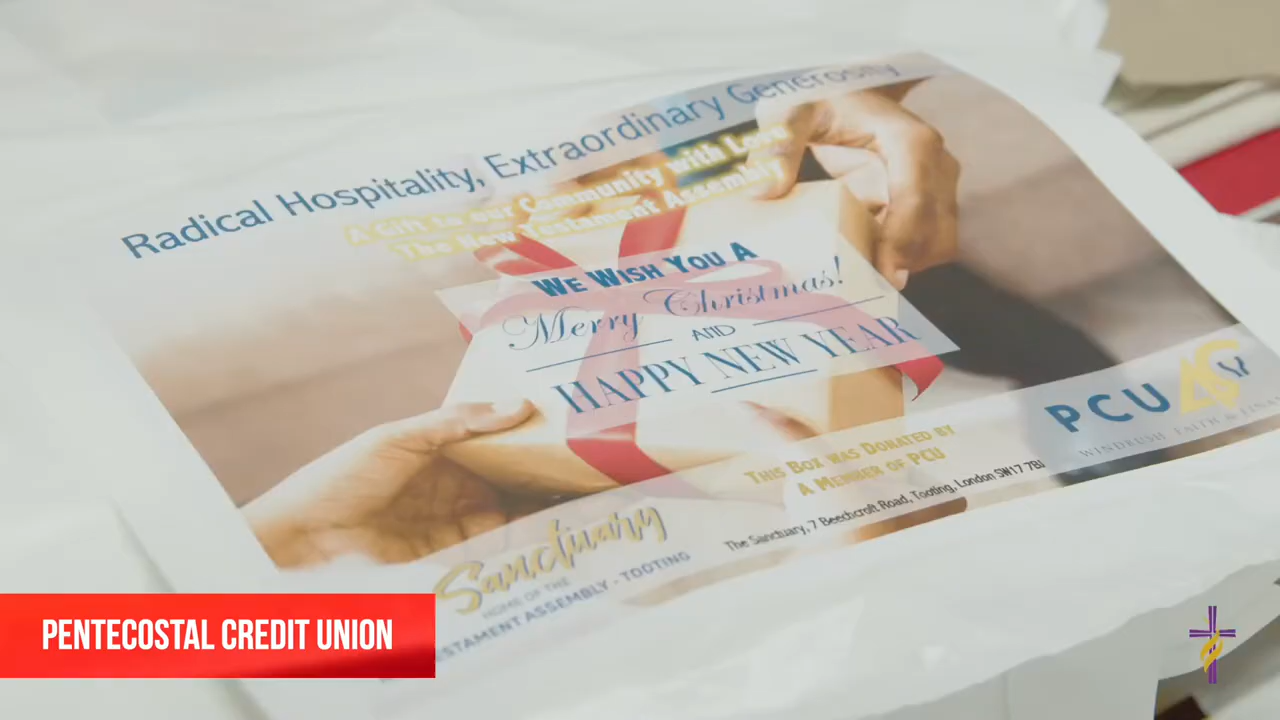 Radical Hospitality, Extraordinary Generosity
A Gift to our Community with Love
The New Testament Assembly
WE WISH YOU A
Merry Christmas!
AND
HAPPY NEW YEAR
PCU
WINDRUSH FAITH &
THIS BOX WAS DONATED BY
A MEMBER OF PCU
The Sanctuary, 7 Beechcroft Road, Tooting, London SW17
Sanctuary
HOME OF THE
ASSEMBLY - TOOTING
PENTECOSTAL CREDIT UNION